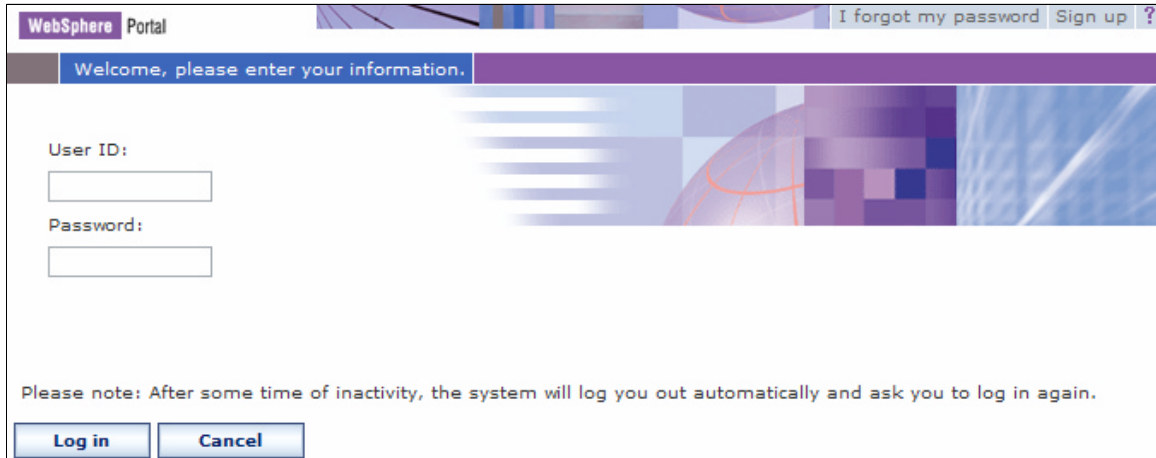 WebSphere Portal
I forgot my password Sign up ?
Welcome, please enter your information.
User ID:
Password:
Please note: After some time of inactivity, the system will log you out automatically and ask you to log in again.
Log in Cancel